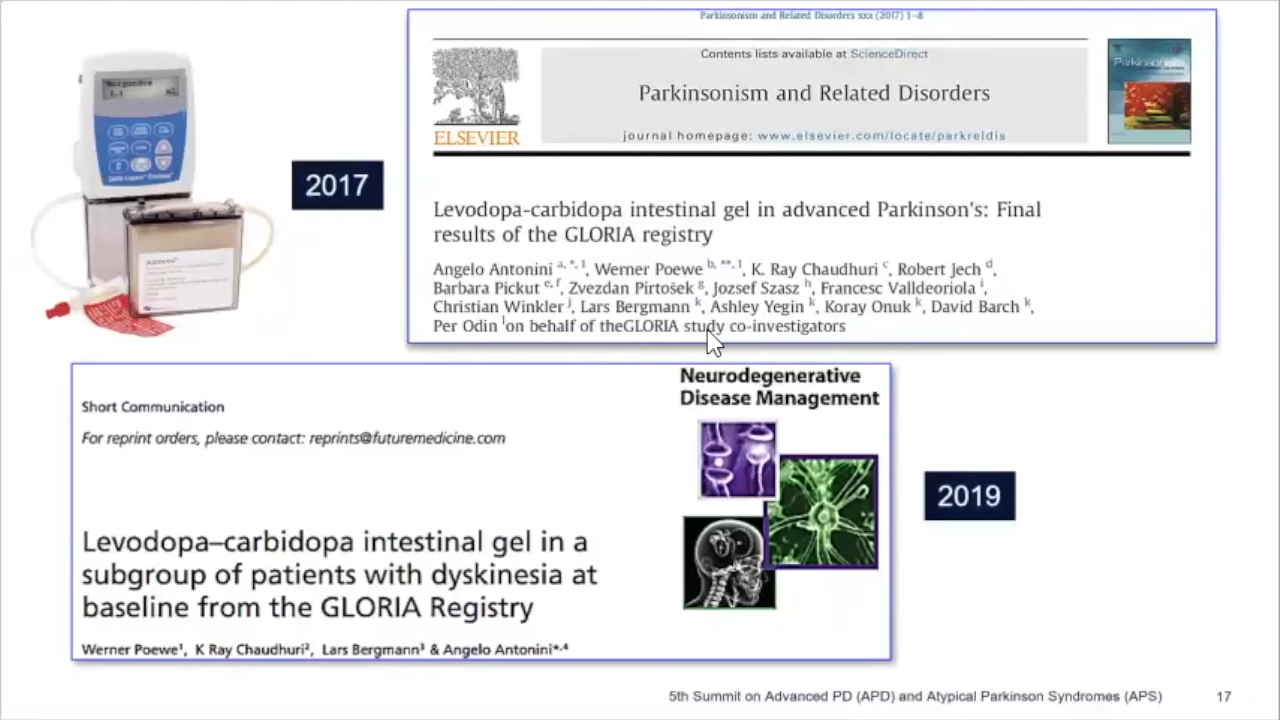 Parkinsonism and Related Disorders xxx (2017) 1–8
Contents lists available at ScienceDirect
Parkinsonism and Related Disorders
journal homepage: www.elsevier.com/locate/parkreldis
ELSEVIER
Parkinsonism
2017
Levodopa-carbidopa intestinal gel in advanced Parkinson's: Final
results of the GLORIA registry
Angelo Antonini a, *, 1, Werner Poewe b, **, 1, K. Ray Chaudhuri c, Robert Jech d,
Barbara Pickut e, f, Zvezdan Pirtošek g, Jozsef Szasz h, Francesc Valldeoriola i,
Christian Winkler j, Lars Bergmann k, Ashley Yegin k, Koray Onuk k, David Barch k,
Per Odin l on behalf of theGLORIA study co-investigators
Neurodegenerative
Disease Management
Short Communication
For reprint orders, please contact: reprints@futuremedicine.com
2019
Levodopa–carbidopa intestinal gel in a
subgroup of patients with dyskinesia at
baseline from the GLORIA Registry
Werner Poewe¹, K Ray Chaudhuri², Lars Bergmann³ & Angelo Antonini*,⁴
5th Summit on Advanced PD (APD) and Atypical Parkinson Syndromes (APS)
17